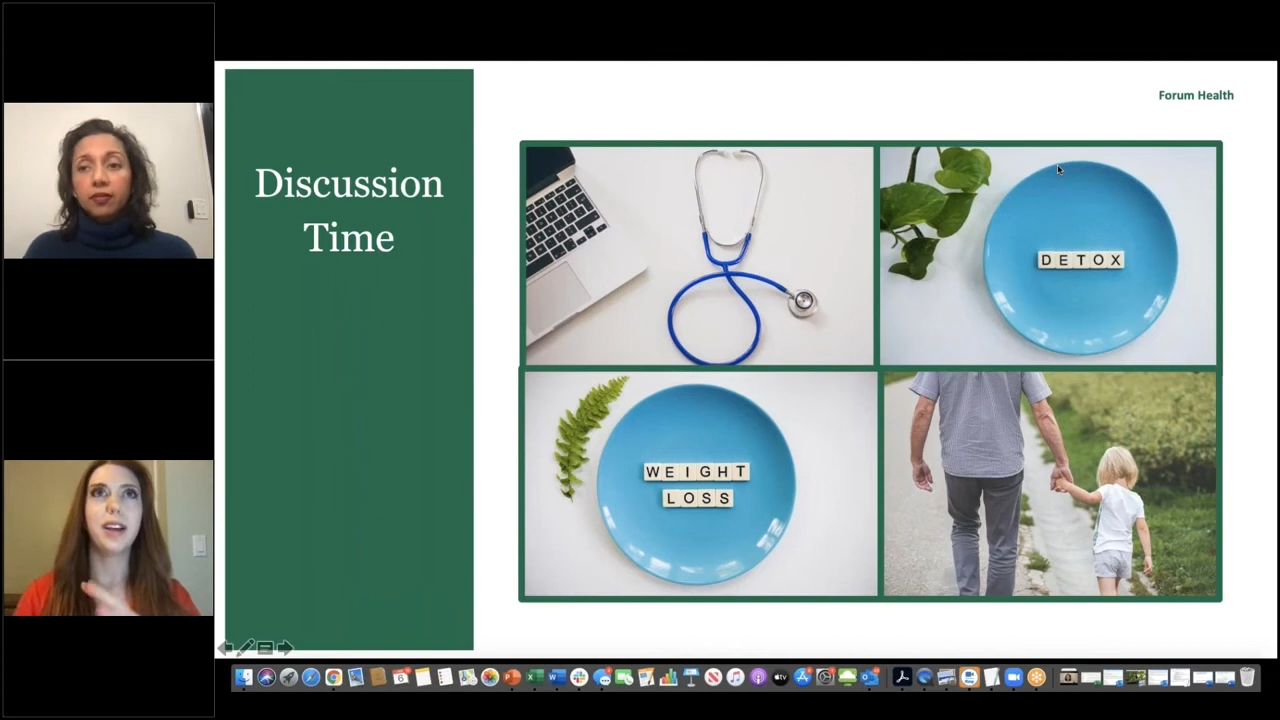 Discussion
Time
Forum Health
DETOX
WEIGHT
LOSS